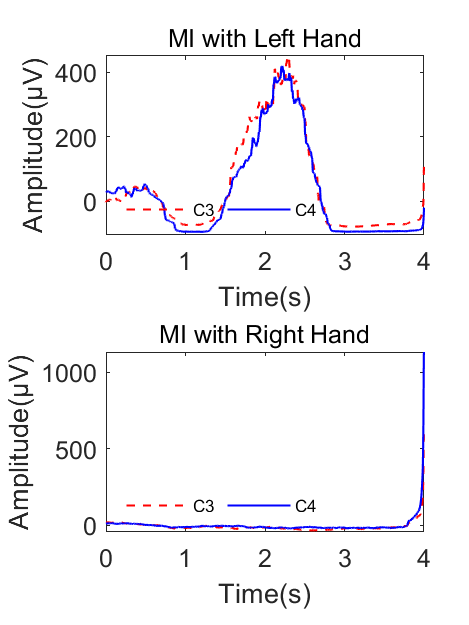 MI with Left Hand
Amplitude(µV)
400
200
0
C3 C4
0 1 2 3 4
Time(s)
MI with Right Hand
Amplitude(µV)
1000
500
0
C3 C4
0 1 2 3 4
Time(s)